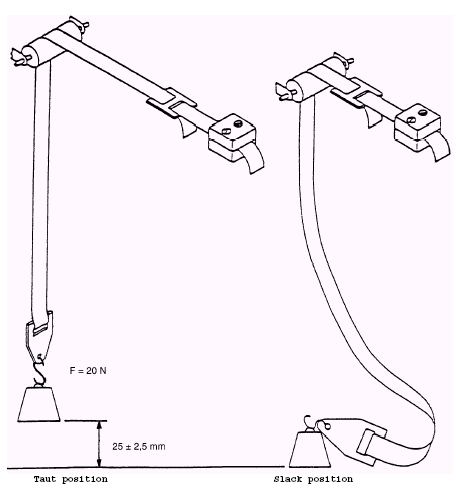 F = 20 N
25 ± 2,5 mm
Taut position
Slack position